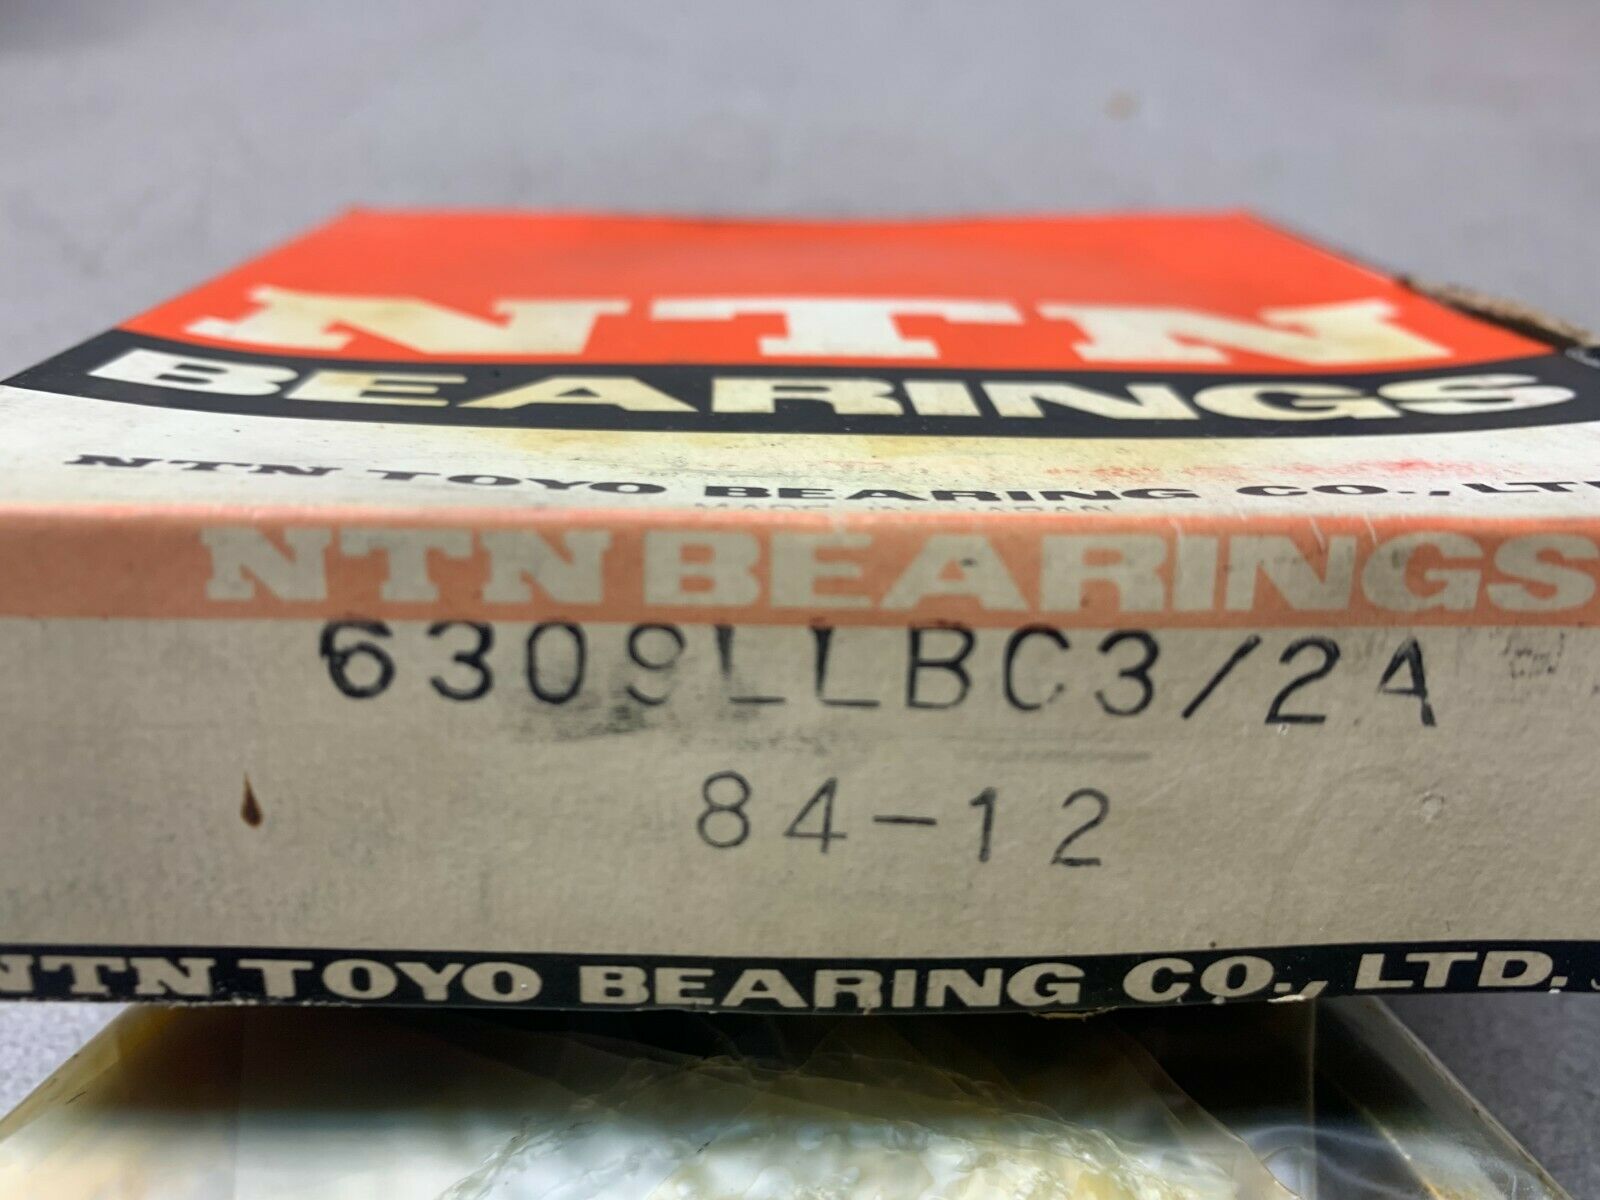 NTN
BEARINGS
NTN TOYO BEARING CO., LT
MADE IN JAPAN
NTN BEARINGS
6309LLBC3/2A
84-12
NTN TOYO BEARING CO., LTD.